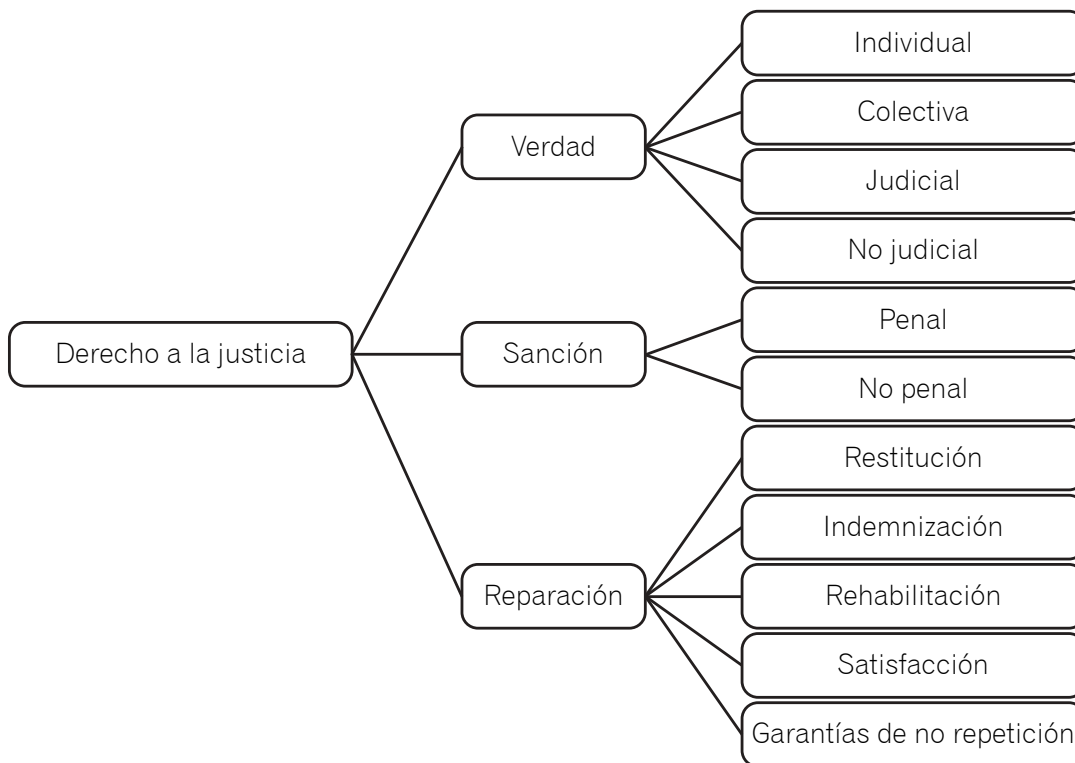 Derecho a la justicia
Verdad
Individual
Colectiva
Judicial
No judicial
Sanción
Penal
No penal
Reparación
Restitución
Indemnización
Rehabilitación
Satisfacción
Garantías de no repetición